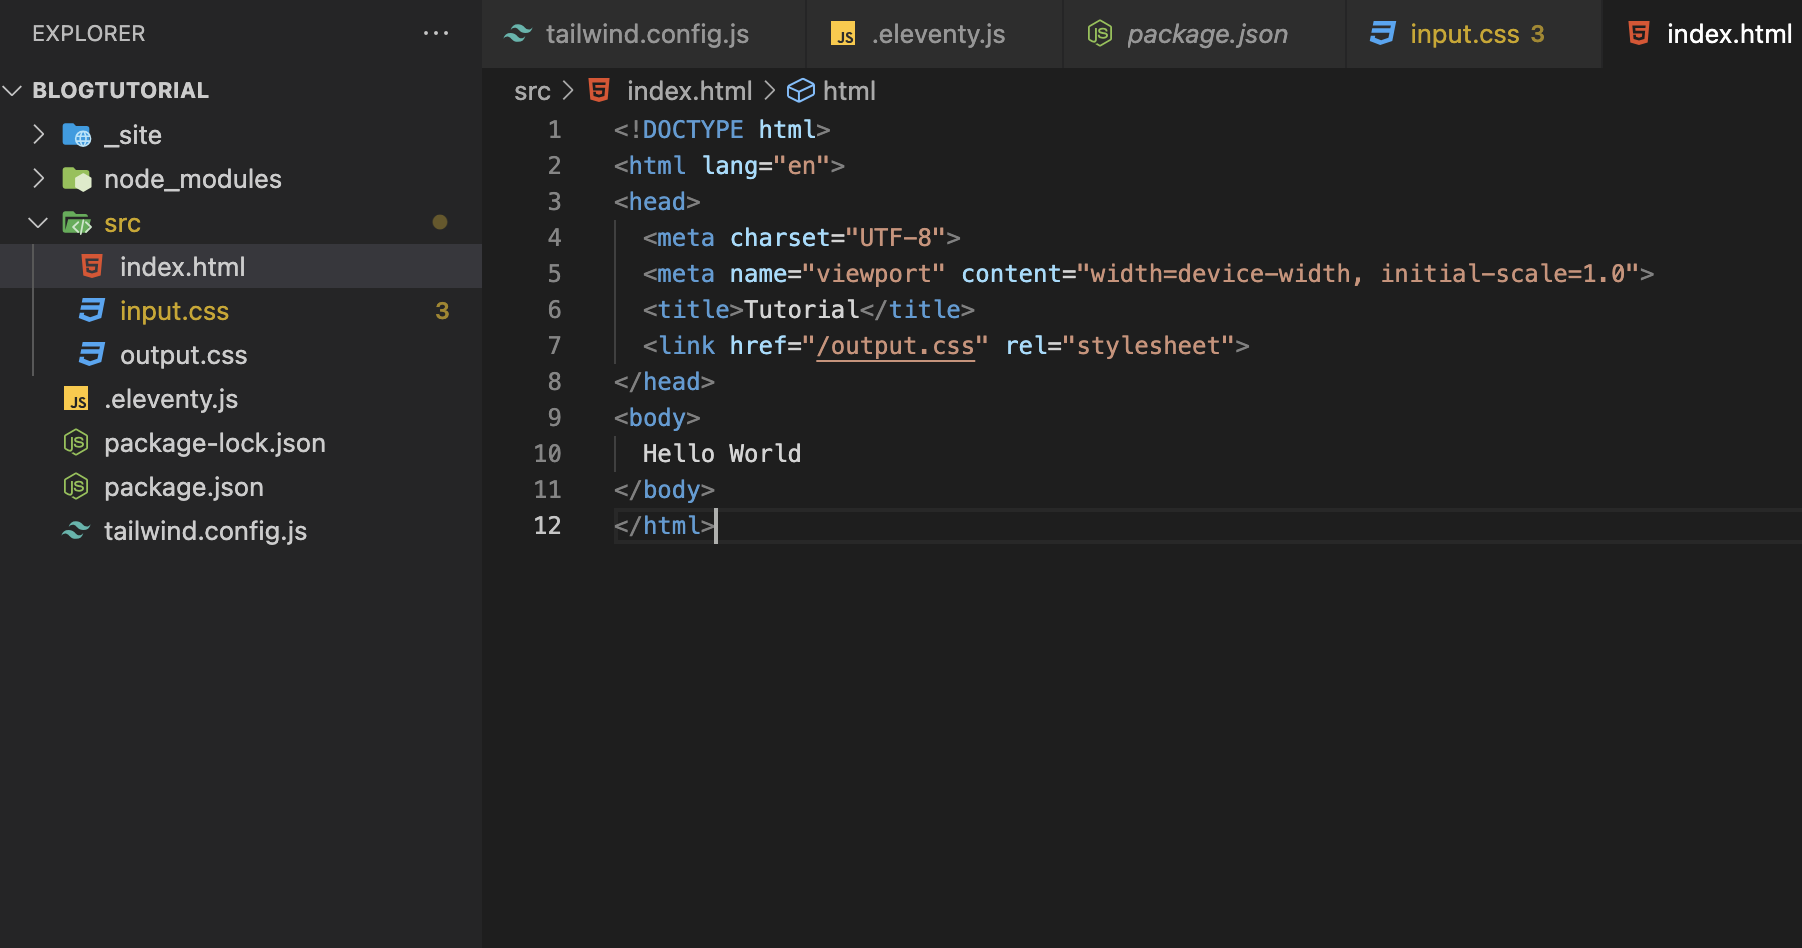 EXPLORER
BLOGTUTORIAL
_site
node_modules
src
index.html
input.css 3
output.css
.eleventy.js
package-lock.json
package.json
tailwind.config.js
tailwind.config.js .eleventy.js package.json input.css 3 index.html
src > index.html > html
1 <!DOCTYPE html>
2 <html lang="en">
3 <head>
4 <meta charset="UTF-8">
5 <meta name="viewport" content="width=device-width, initial-scale=1.0">
6 <title>Tutorial</title>
7 <link href="/output.css" rel="stylesheet">
8 </head>
9 <body>
10 Hello World
11 </body>
12 </html>